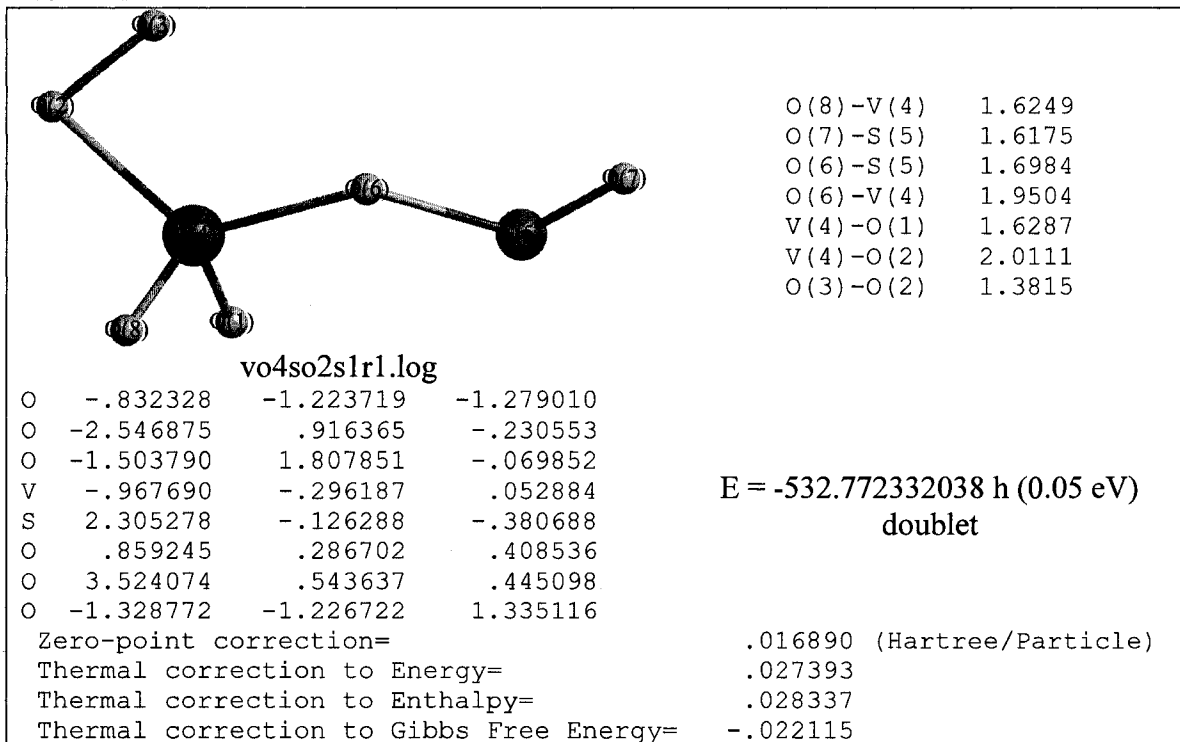 O(8)-V(4) 1.6249
O(7)-S(5) 1.6175
O(6)-S(5) 1.6984
O(6)-V(4) 1.9504
V(4)-O(1) 1.6287
V(4)-O(2) 2.0111
O(3)-O(2) 1.3815
vo4so2s1r1.log
O -.832328 -1.223719 -1.279010
O -2.546875 .916365 -.230553
O -1.503790 1.807851 -.069852
V -.967690 -.296187 .052884
S 2.305278 -.126288 -.380688
O .859245 .286702 .408536
O 3.524074 .543637 .445098
O -1.328772 -1.226722 1.335116
E = -532.772332038 h (0.05 eV)
doublet
Zero-point correction= .016890 (Hartree/Particle)
Thermal correction to Energy= .027393
Thermal correction to Enthalpy= .028337
Thermal correction to Gibbs Free Energy= -.022115